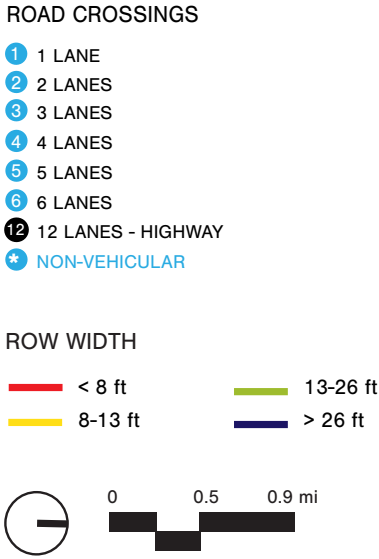 ROAD CROSSINGS
1 1 LANE
2 2 LANES
3 3 LANES
4 4 LANES
5 5 LANES
6 6 LANES
12 12 LANES - HIGHWAY
* NON-VEHICULAR
ROW WIDTH
< 8 ft 13-26 ft
8-13 ft > 26 ft
0 0.5 0.9 mi